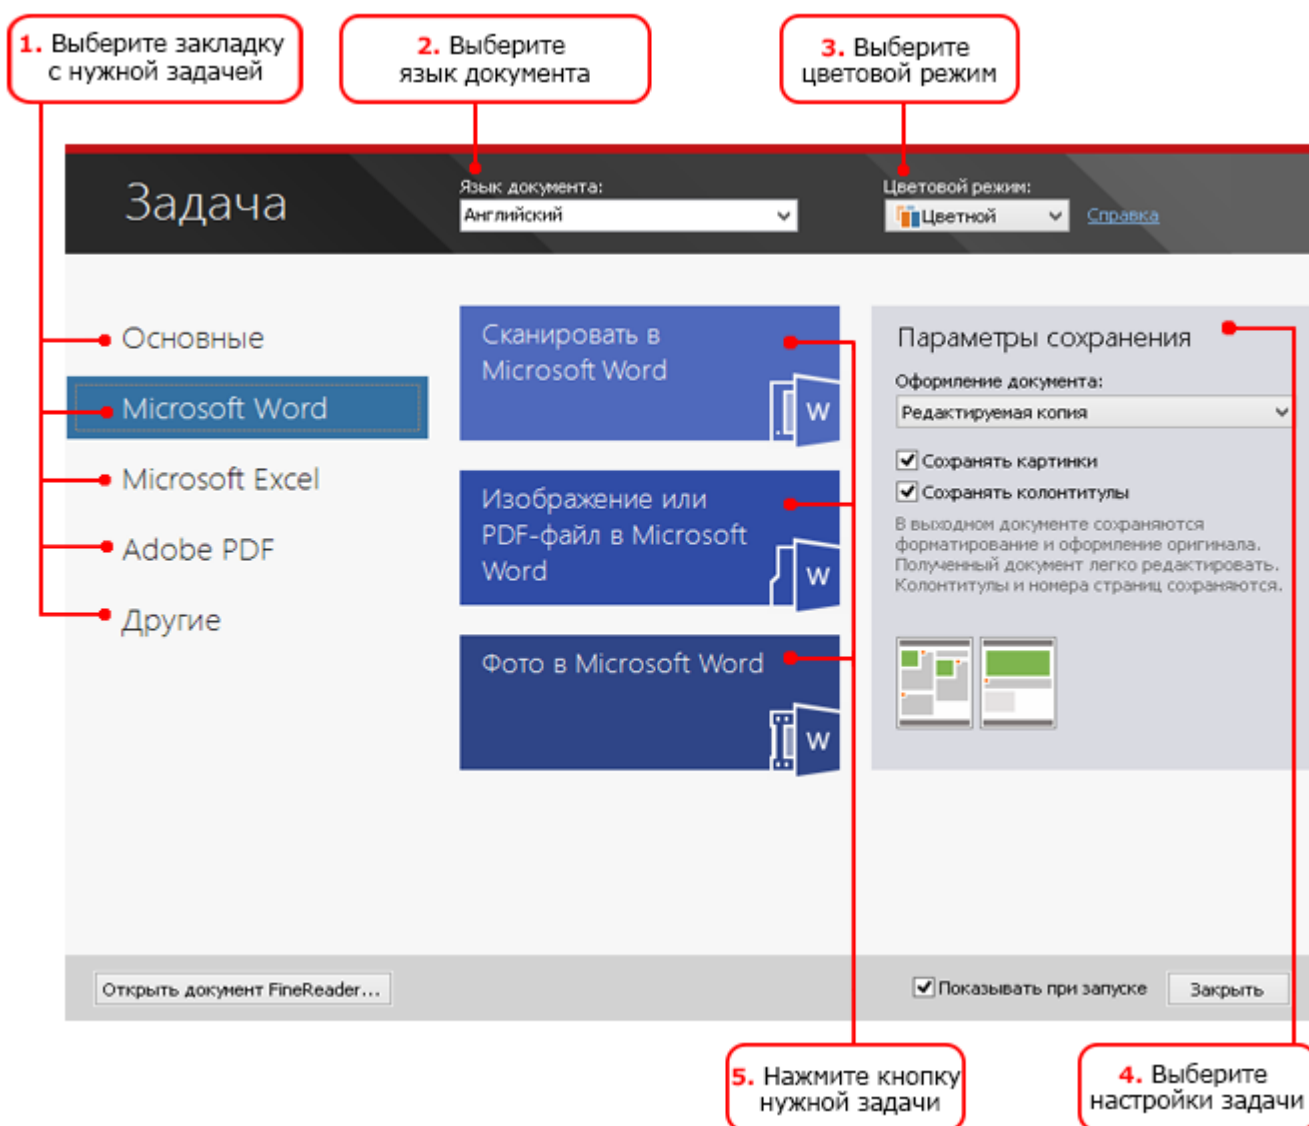 1. Выберите закладку
с нужной задачей
2. Выберите
язык документа
3. Выберите
цветовой режим
Задача
Язык документа:
Английский
Цветовой режим:
Цветной
Справка
Основные
Microsoft Word
Microsoft Excel
Adobe PDF
Другие
Сканировать в
Microsoft Word
W
Изображение или
PDF-файл в Microsoft
Word
W
Фото в Microsoft Word
W
Параметры сохранения
Оформление документа:
Редактируемая копия
Сохранять картинки
Сохранять колонтитулы
В выходном документе сохраняются
форматирование и оформление оригинала.
Полученный документ легко редактировать.
Колонтитулы и номера страниц сохраняются.
Открыть документ FineReader...
Показывать при запуске
Закрыть
5. Нажмите кнопку
нужной задачи
4. Выберите
настройки задачи